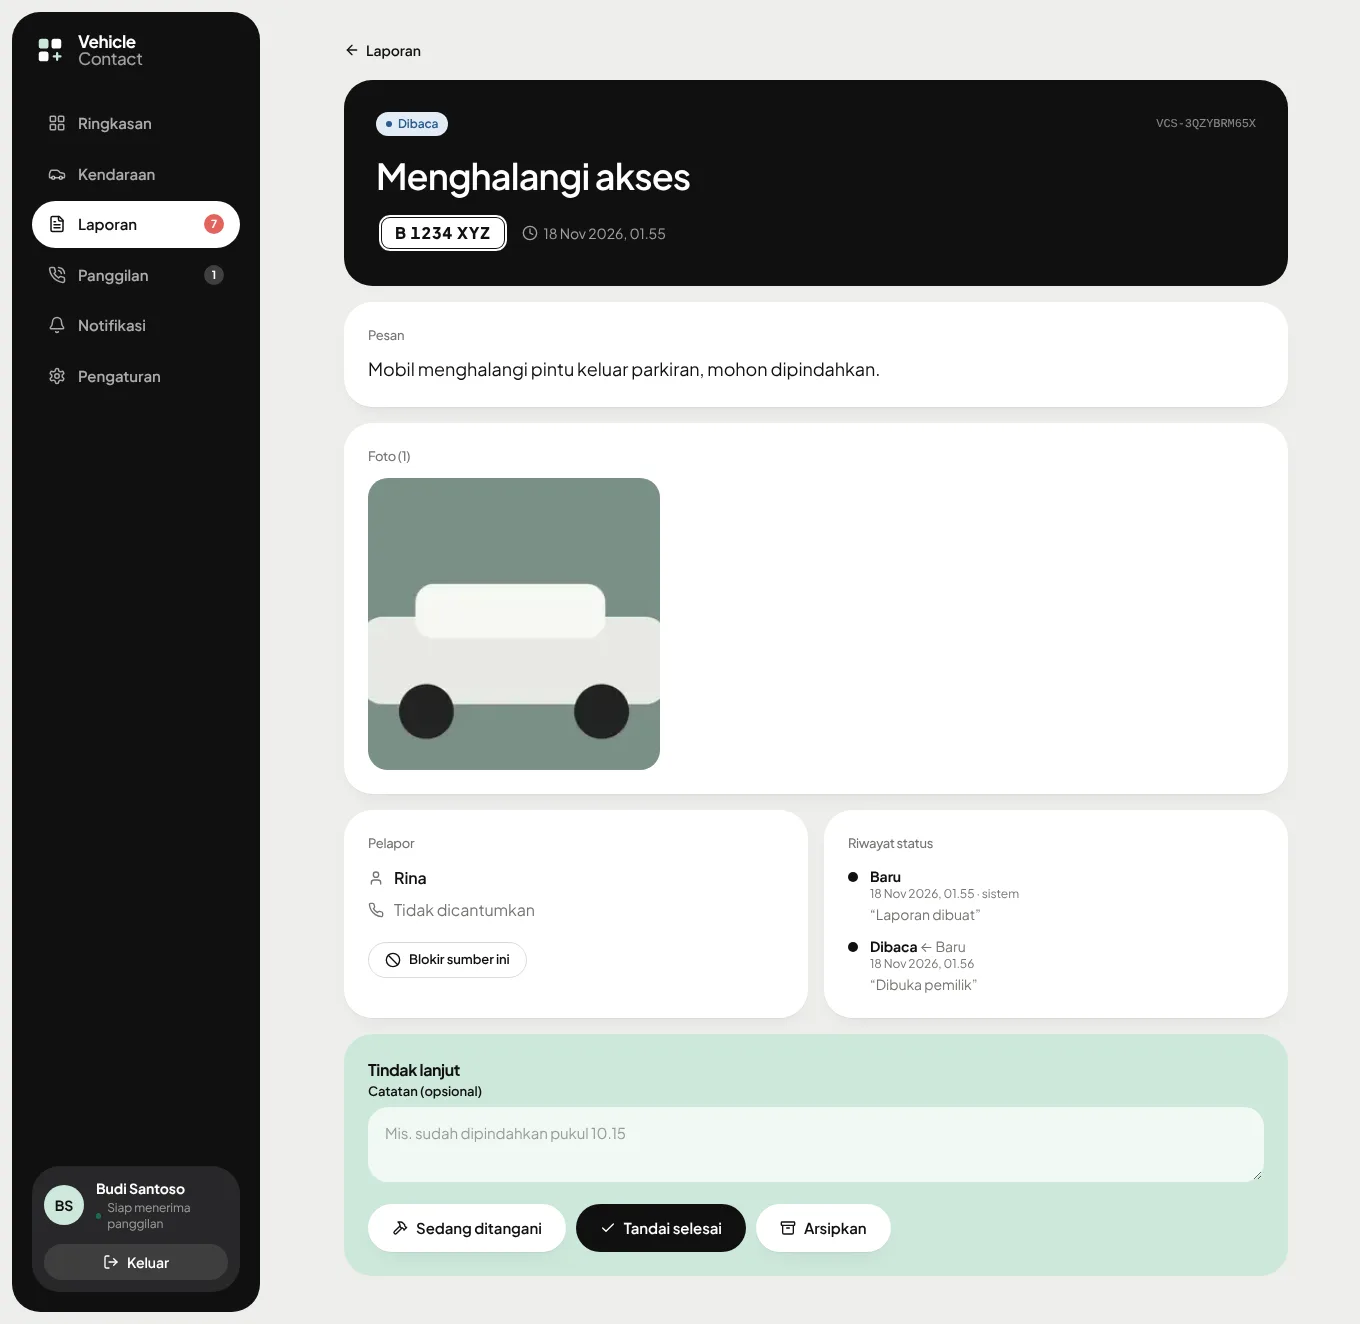 Vehicle
Contact
Ringkasan
Kendaraan
Laporan 7
Panggilan 1
Notifikasi
Pengaturan
Budi Santoso
BS
Siap menerima
panggilan
Keluar
Laporan
Dibaca
VCS-3QZYBRM65X
Menghalangi akses
B 1234 XYZ
18 Nov 2026, 01.55
Pesan
Mobil menghalangi pintu keluar parkiran, mohon dipindahkan.
Foto (1)
Pelapor
Rina
Tidak dicantumkan
Blokir sumber ini
Riwayat status
Baru
18 Nov 2026, 01.55 · sistem
“Laporan dibuat”
Dibaca ← Baru
18 Nov 2026, 01.56
“Dibuka pemilik”
Tindak lanjut
Catatan (opsional)
Mis. sudah dipindahkan pukul 10.15
Sedang ditangani
Tandai selesai
Arsipkan